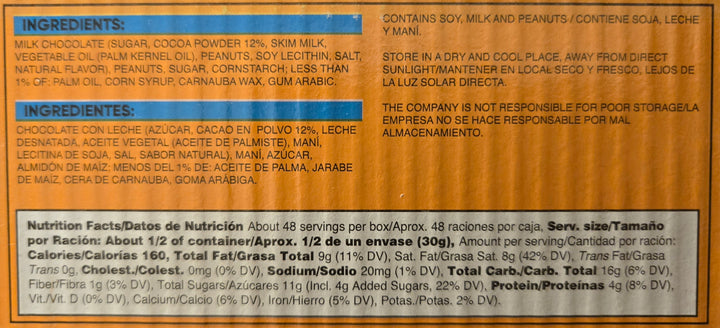 INGREDIENTS:
MILK CHOCOLATE (SUGAR, COCOA POWDER 12%, SKIM MILK,
VEGETABLE OIL (PALM KERNEL OIL), PEANUTS, SOY LECITHIN, SALT,
NATURAL FLAVOR), PEANUTS, SUGAR, CORNSTARCH; LESS THAN
1% OF: PALM OIL, CORN SYRUP, CARNAUBA WAX, GUM ARABIC.
INGREDIENTES:
CHOCOLATE CON LECHE (AZÚCAR, CACAO EN POLVO 12%, LECHE
DESNATADA, ACEITE VEGETAL (ACEITE DE PALMISTE), MANÍ,
LECITINA DE SOJA, SAL, SABOR NATURAL), MANÍ, AZÚCAR,
ALMIDÓN DE MAÍZ; MENOS DEL 1% DE: ACEITE DE PALMA, JARABE
DE MAÍZ, CERA DE CARNAUBA, GOMA ARÁBIGA.
CONTAINS SOY, MILK AND PEANUTS / CONTIENE SOJA, LECHE
Y MANÍ.
STORE IN A DRY AND COOL PLACE, AWAY FROM DIRECT
SUNLIGHT/MANTENER EN LOCAL SECO Y FRESCO, LEJOS DE
LA LUZ SOLAR DIRECTA.
THE COMPANY IS NOT RESPONSIBLE FOR POOR STORAGE/LA
EMPRESA NO SE HACE RESPONSABLE POR MAL
ALMACENAMIENTO.
Nutrition Facts/Datos de Nutrición About 48 servings per box/Aprox. 48 raciones por caja, Serv. size/Tamaño
por Ración: About 1/2 of container/Aprox. 1/2 de un envase (30g), Amount per serving/Cantidad por ración:
Calories/Calorías 160, Total Fat/Grasa Total 9g (11% DV), Sat. Fat/Grasa Sat. 8g (42% DV), Trans Fat/Grasa
Trans 0g, Cholest./Colest. 0mg (0% DV), Sodium/Sodio 20mg (1% DV), Total Carb./Carb. Total 16g (6% DV),
Fiber/Fibra 1g (3% DV), Total Sugars/Azúcares 11g (Incl. 4g Added Sugars, 22% DV), Protein/Proteínas 4g (8% DV),
Vit./Vit. D (0% DV), Calcium/Calcio (6% DV), Iron/Hierro (5% DV), Potas./Potas. 2% DV).